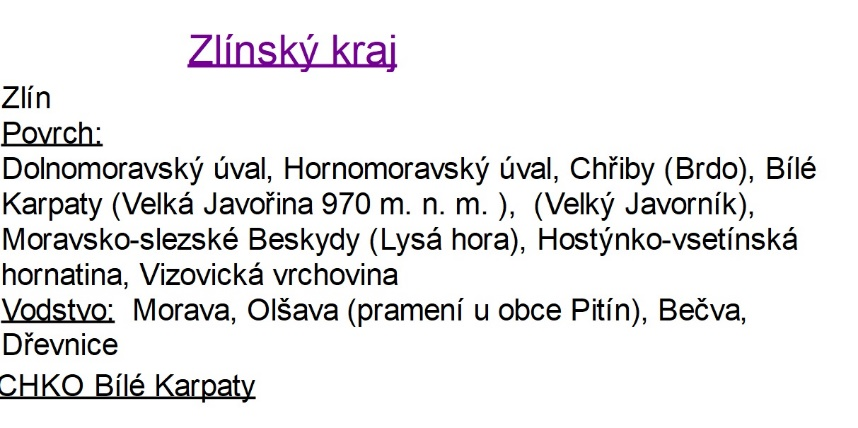 Zlínský kraj
Zlín
Povrch:
Dolnomoravský úval, Hornomoravský úval, Chřiby (Brdo), Bílé
Karpaty (Velká Javořina 970 m. n. m. ),  (Velký Javorník),
Moravsko-slezské Beskydy (Lysá hora), Hostýnko-vsetínská
hornatina, Vizovická vrchovina
Vodstvo:  Morava, Olšava (pramení u obce Pitín), Bečva,
Dřevnice
CHKO Bílé Karpaty